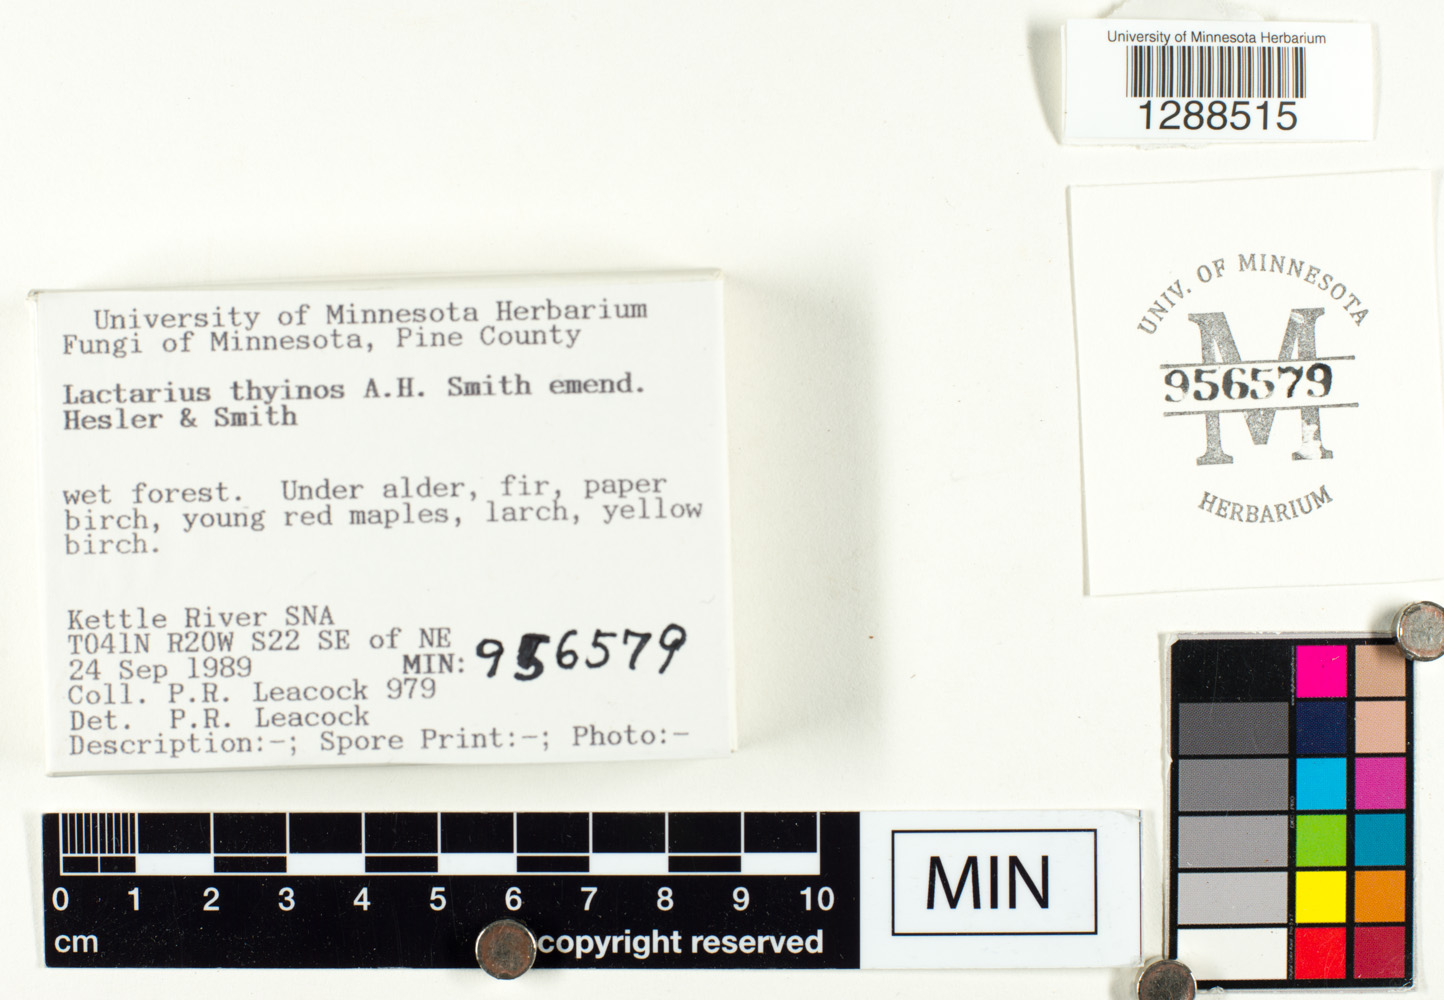 University of Minnesota Herbarium
1288515
UNIV. OF MINNESOTA
956579
HERBARIUM
University of Minnesota Herbarium
Fungi of Minnesota, Pine County
Lactarius thyinos A.H. Smith emend.
Hesler & Smith
wet forest. Under alder, fir, paper
birch, young red maples, larch, yellow
birch.
Kettle River SNA
T041N R20W S22 SE of NE
24 Sep 1989 MIN: 956579
Coll. P.R. Leacock 979
Det. P.R. Leacock
Description:-; Spore Print:-; Photo:-
0 1 2 3 4 5 6 7 8 9 10
cm copyright reserved
MIN